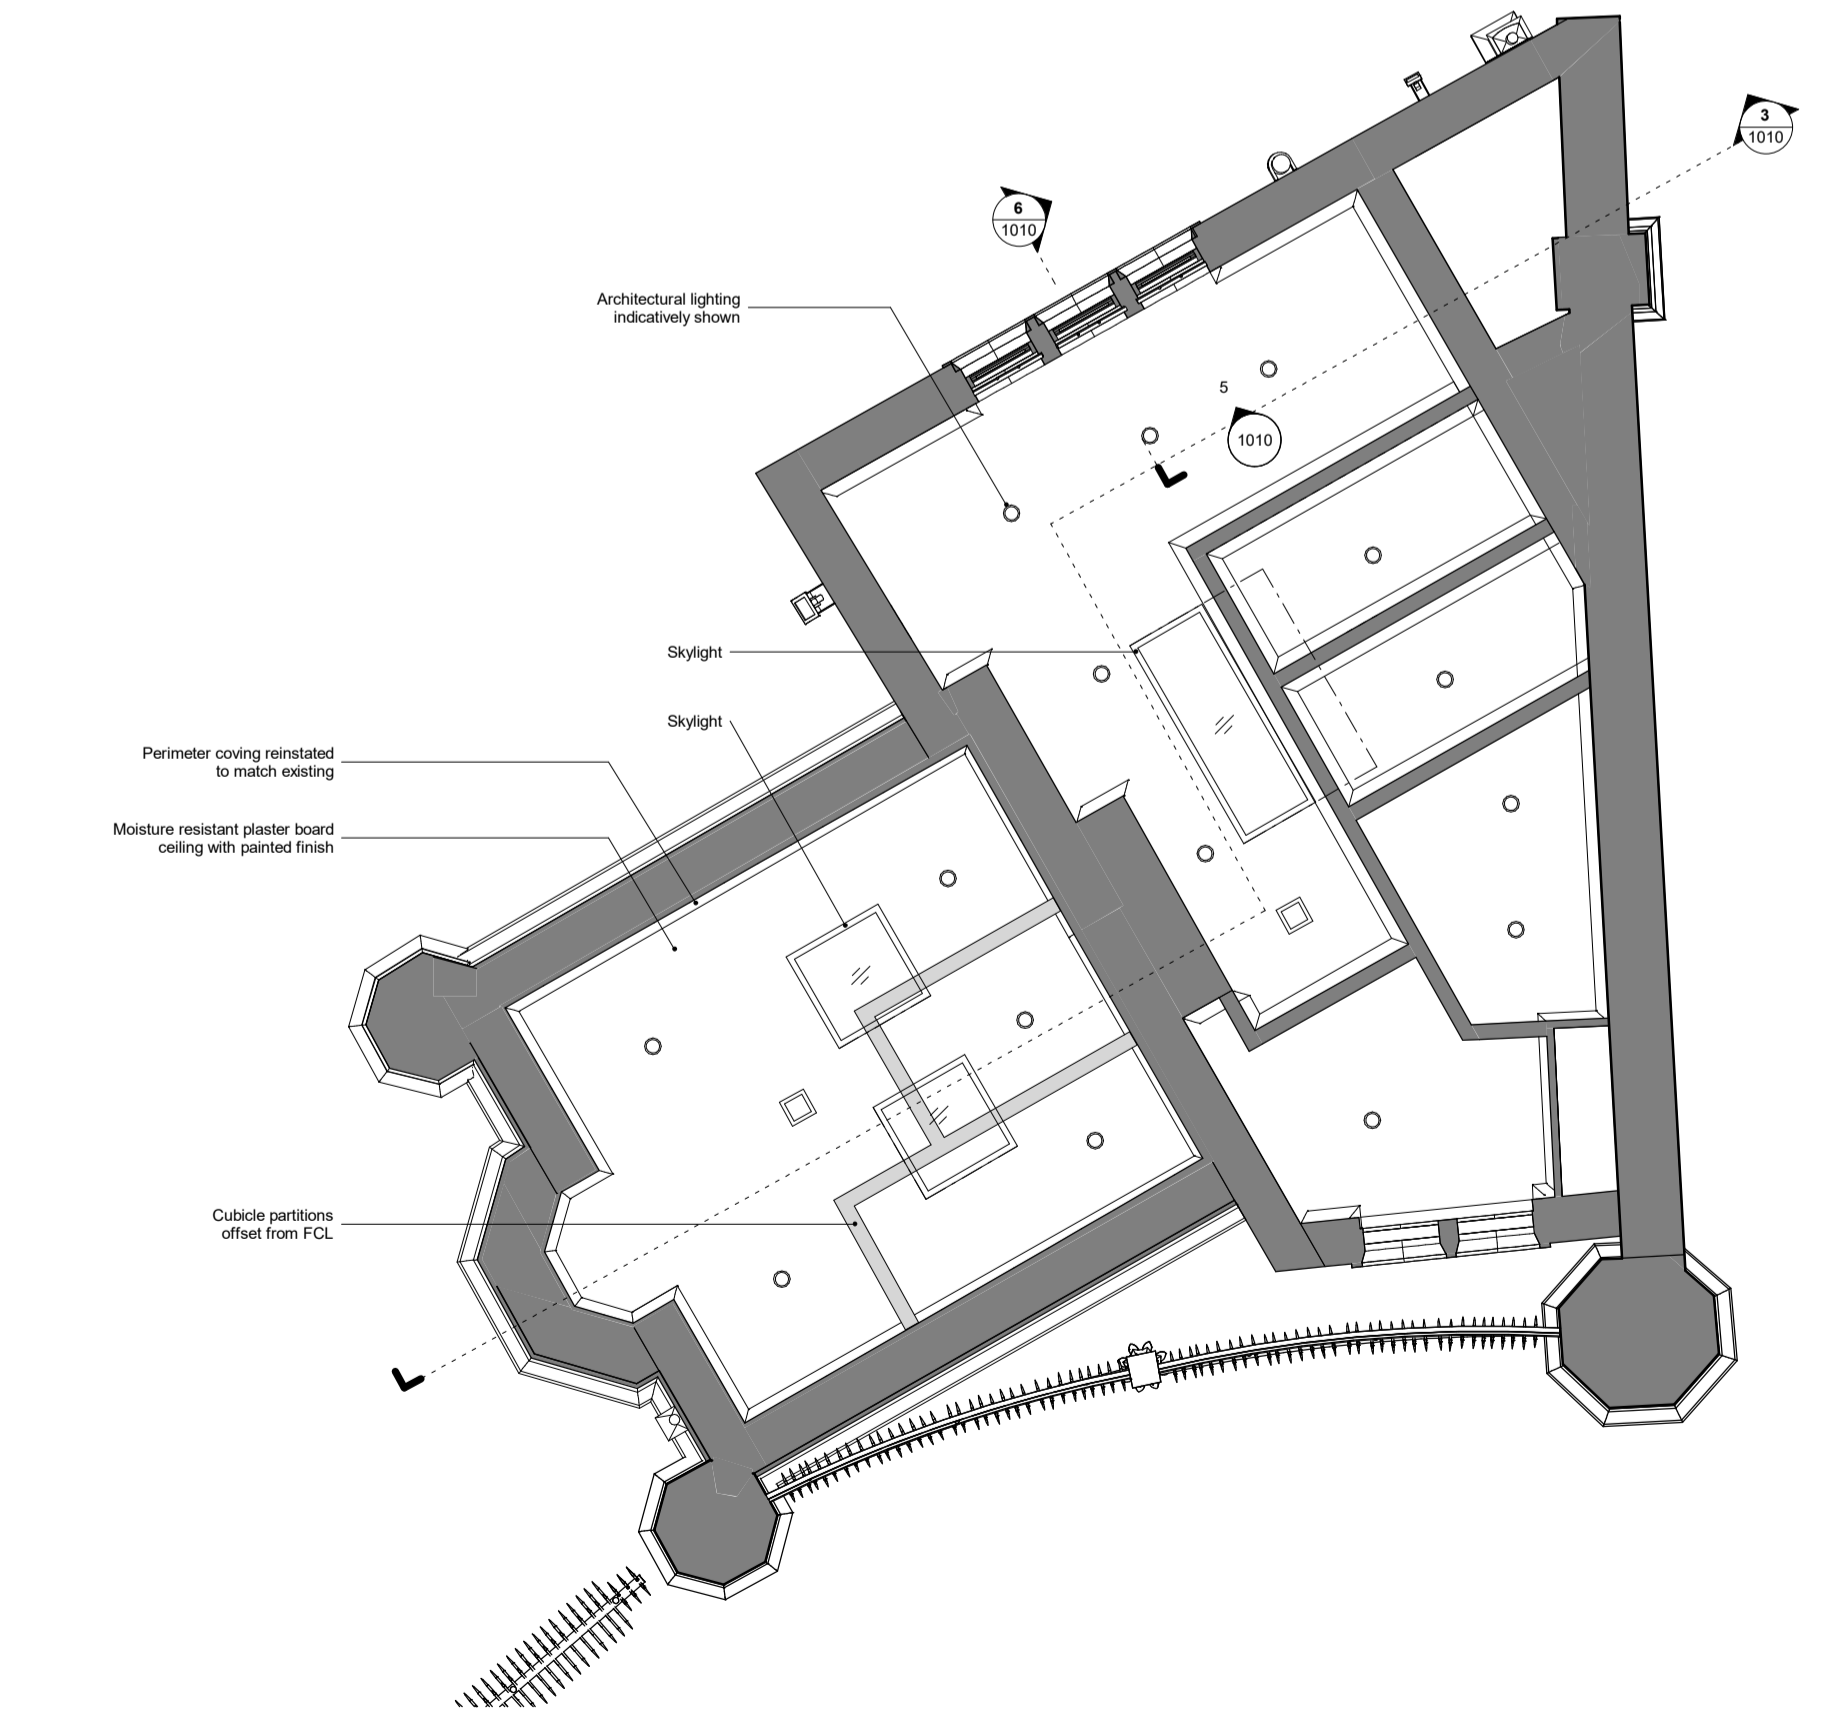 3
1010
6
1010
Architectural lighting
indicatively shown
5
1010
Skylight
Skylight
Perimeter coving reinstated
to match existing
Moisture resistant plaster board
ceiling with painted finish
Cubicle partitions
offset from FCL